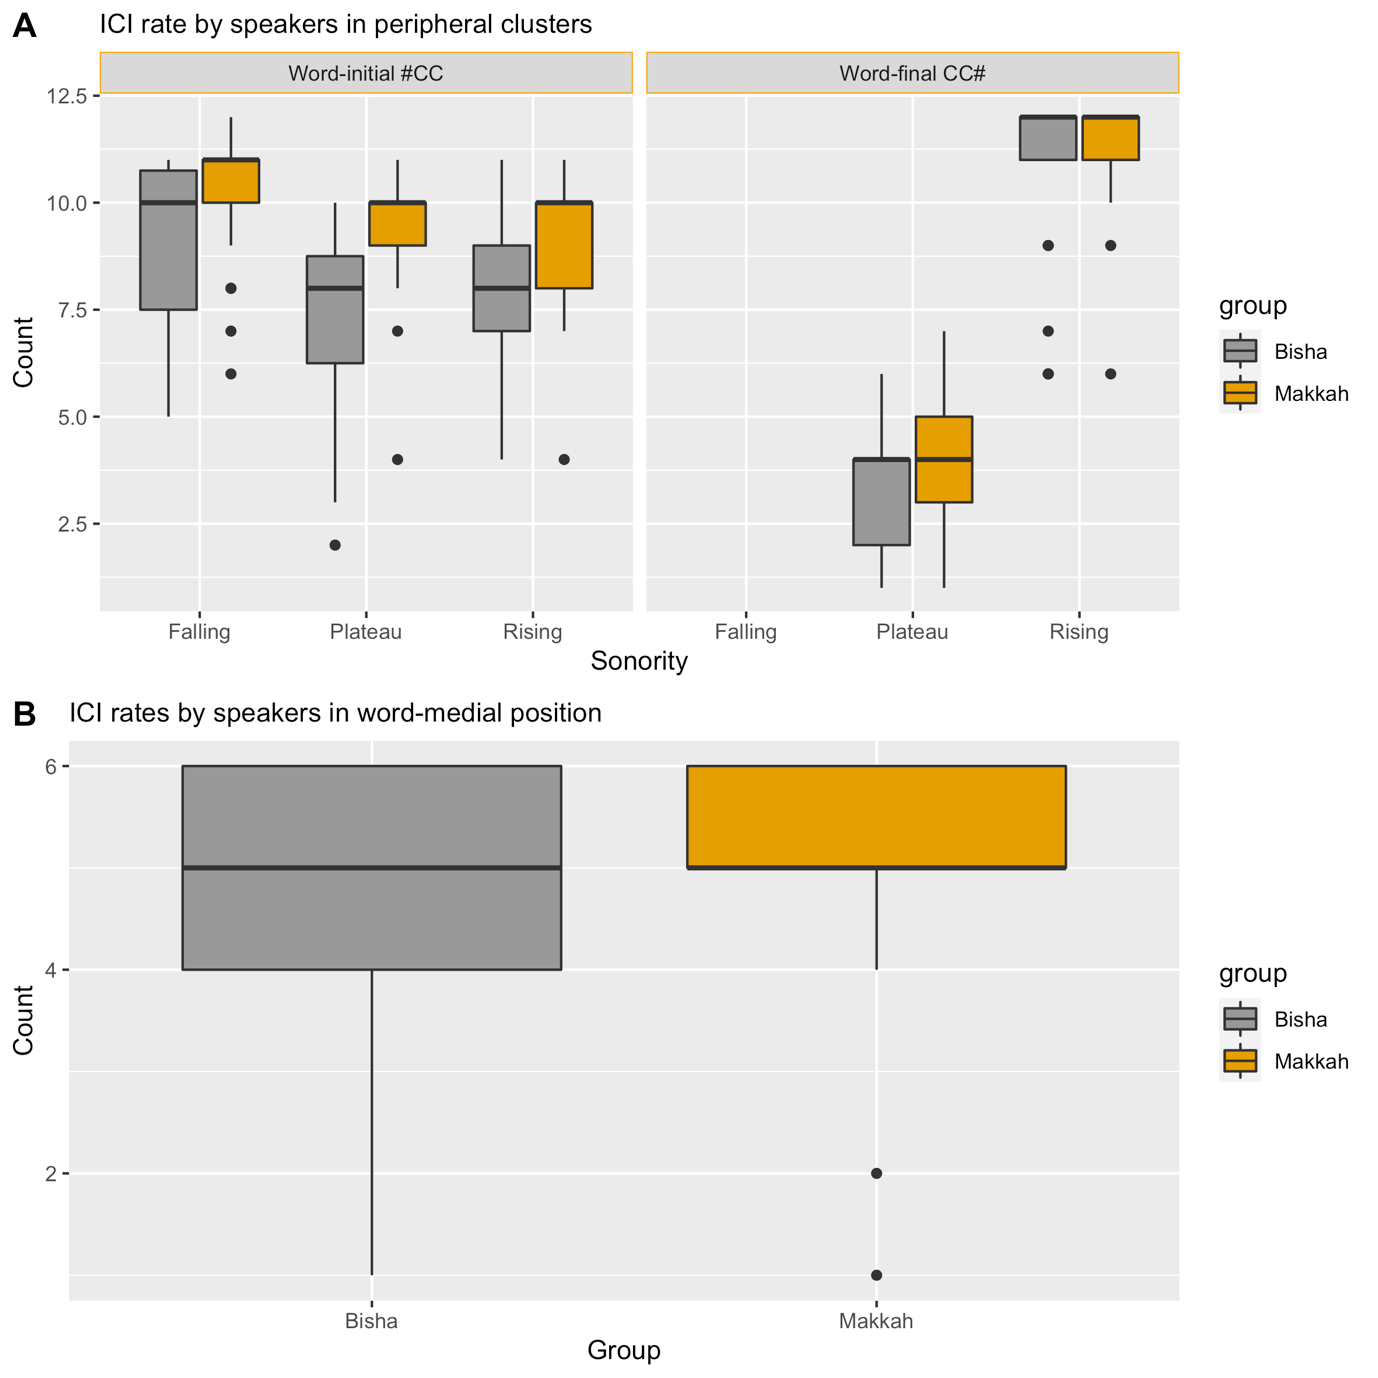 A
ICI rate by speakers in peripheral clusters
Word-initial #CC
Word-final CC#
12.5
10.0
7.5
5.0
2.5
Count
Falling
Plateau
Rising
Falling
Plateau
Rising
Sonority
group
Bisha
Makkah
B
ICI rates by speakers in word-medial position
6
4
2
Count
Bisha
Makkah
Group
group
Bisha
Makkah